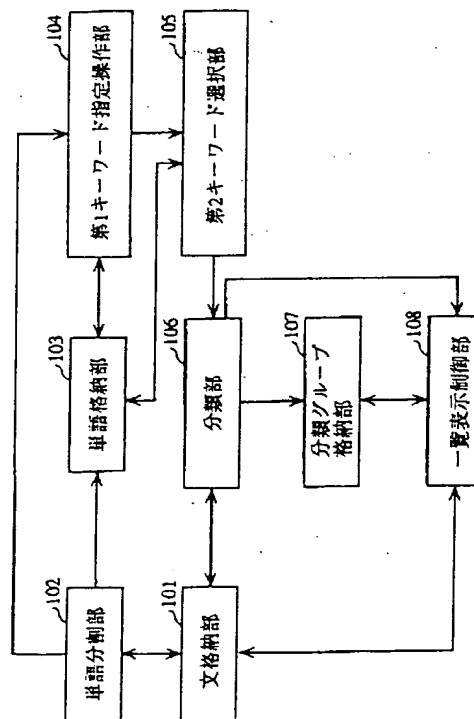 102
単語分割部
103
単語格納部
104
第1キーワード指定操作部
101
文格納部
106
分類部
105
第2キーワード選択部
107
分類グループ
格納部
108
一覧表示制御部